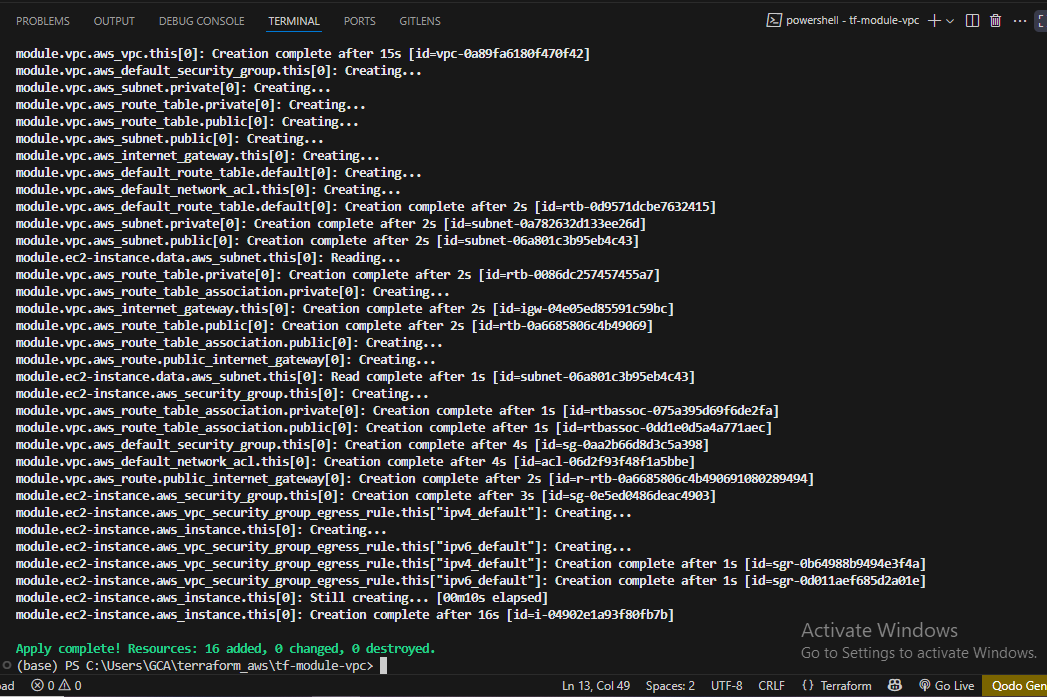 PROBLEMS OUTPUT DEBUG CONSOLE TERMINAL PORTS GITLENS powershell - tf-module-vpc
module.vpc.aws_vpc.this[0]: Creation complete after 15s [id=vpc-0a89fa6180f470f42]
module.vpc.aws_default_security_group.this[0]: Creating...
module.vpc.aws_subnet.private[0]: Creating...
module.vpc.aws_route_table.private[0]: Creating...
module.vpc.aws_route_table.public[0]: Creating...
module.vpc.aws_subnet.public[0]: Creating...
module.vpc.aws_internet_gateway.this[0]: Creating...
module.vpc.aws_default_route_table.default[0]: Creating...
module.vpc.aws_default_network_acl.this[0]: Creating...
module.vpc.aws_default_route_table.default[0]: Creation complete after 2s [id=rtb-0d9571dcbe7632415]
module.vpc.aws_subnet.private[0]: Creation complete after 2s [id=subnet-0a782632d133ee26d]
module.vpc.aws_subnet.public[0]: Creation complete after 2s [id=subnet-06a801c3b95eb4c43]
module.ec2-instance.data.aws_subnet.this[0]: Reading...
module.vpc.aws_route_table.private[0]: Creation complete after 2s [id=rtb-0086dc257457455a7]
module.vpc.aws_route_table_association.private[0]: Creating...
module.vpc.aws_internet_gateway.this[0]: Creation complete after 2s [id=igw-04e05ed85591c59bc]
module.vpc.aws_route_table.public[0]: Creation complete after 2s [id=rtb-0a6685806c4b49069]
module.vpc.aws_route_table_association.public[0]: Creating...
module.vpc.aws_route.public_internet_gateway[0]: Creating...
module.ec2-instance.data.aws_subnet.this[0]: Read complete after 1s [id=subnet-06a801c3b95eb4c43]
module.ec2-instance.aws_security_group.this[0]: Creating...
module.vpc.aws_route_table_association.private[0]: Creation complete after 1s [id=rtbassoc-075a395d69f6de2fa]
module.vpc.aws_route_table_association.public[0]: Creation complete after 1s [id=rtbassoc-0dd1e0d5a4a771aec]
module.vpc.aws_default_security_group.this[0]: Creation complete after 4s [id=sg-0aa2b66d8d3c5a398]
module.vpc.aws_default_network_acl.this[0]: Creation complete after 4s [id=acl-06d2f93f48f1a5bbe]
module.vpc.aws_route.public_internet_gateway[0]: Creation complete after 2s [id=r-rtb-0a6685806c4b490691080289494]
module.ec2-instance.aws_security_group.this[0]: Creation complete after 3s [id=sg-0e5ed0486deac4903]
module.ec2-instance.aws_vpc_security_group_egress_rule.this["ipv4_default"]: Creating...
module.ec2-instance.aws_instance.this[0]: Creating...
module.ec2-instance.aws_vpc_security_group_egress_rule.this["ipv6_default"]: Creating...
module.ec2-instance.aws_vpc_security_group_egress_rule.this["ipv4_default"]: Creation complete after 1s [id=sgr-0b64988b9494e3f4a]
module.ec2-instance.aws_vpc_security_group_egress_rule.this["ipv6_default"]: Creation complete after 1s [id=sgr-0d011aef685d2a01e]
module.ec2-instance.aws_instance.this[0]: Still creating... [00m10s elapsed]
module.ec2-instance.aws_instance.this[0]: Creation complete after 16s [id=i-04902e1a93f80fb7b]
Apply complete! Resources: 16 added, 0 changed, 0 destroyed.
(base) PS C:\Users\GCA\terraform_aws\tf-module-vpc>
Activate Windows
Go to Settings to activate Windows.
ad 0 0 Ln 13, Col 49 Spaces: 2 UTF-8 CRLF {} Terraform Go Live Qodo Gen